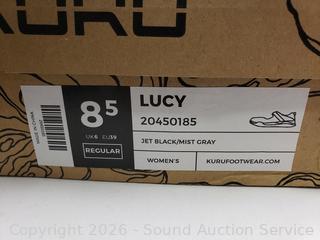 KURU
MADE IN CHINA
8 5
UK 6 EU 39
REGULAR
LUCY
20450185
JET BLACK/MIST GRAY
WOMEN'S
KURUFOOTWEAR.COM
Copyright 2026 - Sound Auction Service